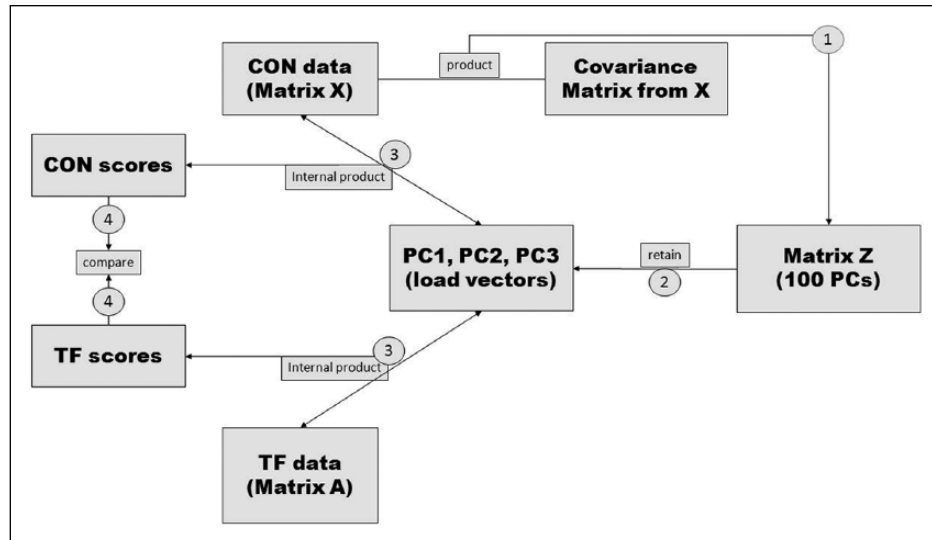 1
product
CON data
(Matrix X)
Covariance
Matrix from X
3
CON scores
Internal product
4
PC1, PC2, PC3
(load vectors)
retain
2
Matrix Z
(100 PCs)
compare
4
TF scores
3
Internal product
TF data
(Matrix A)